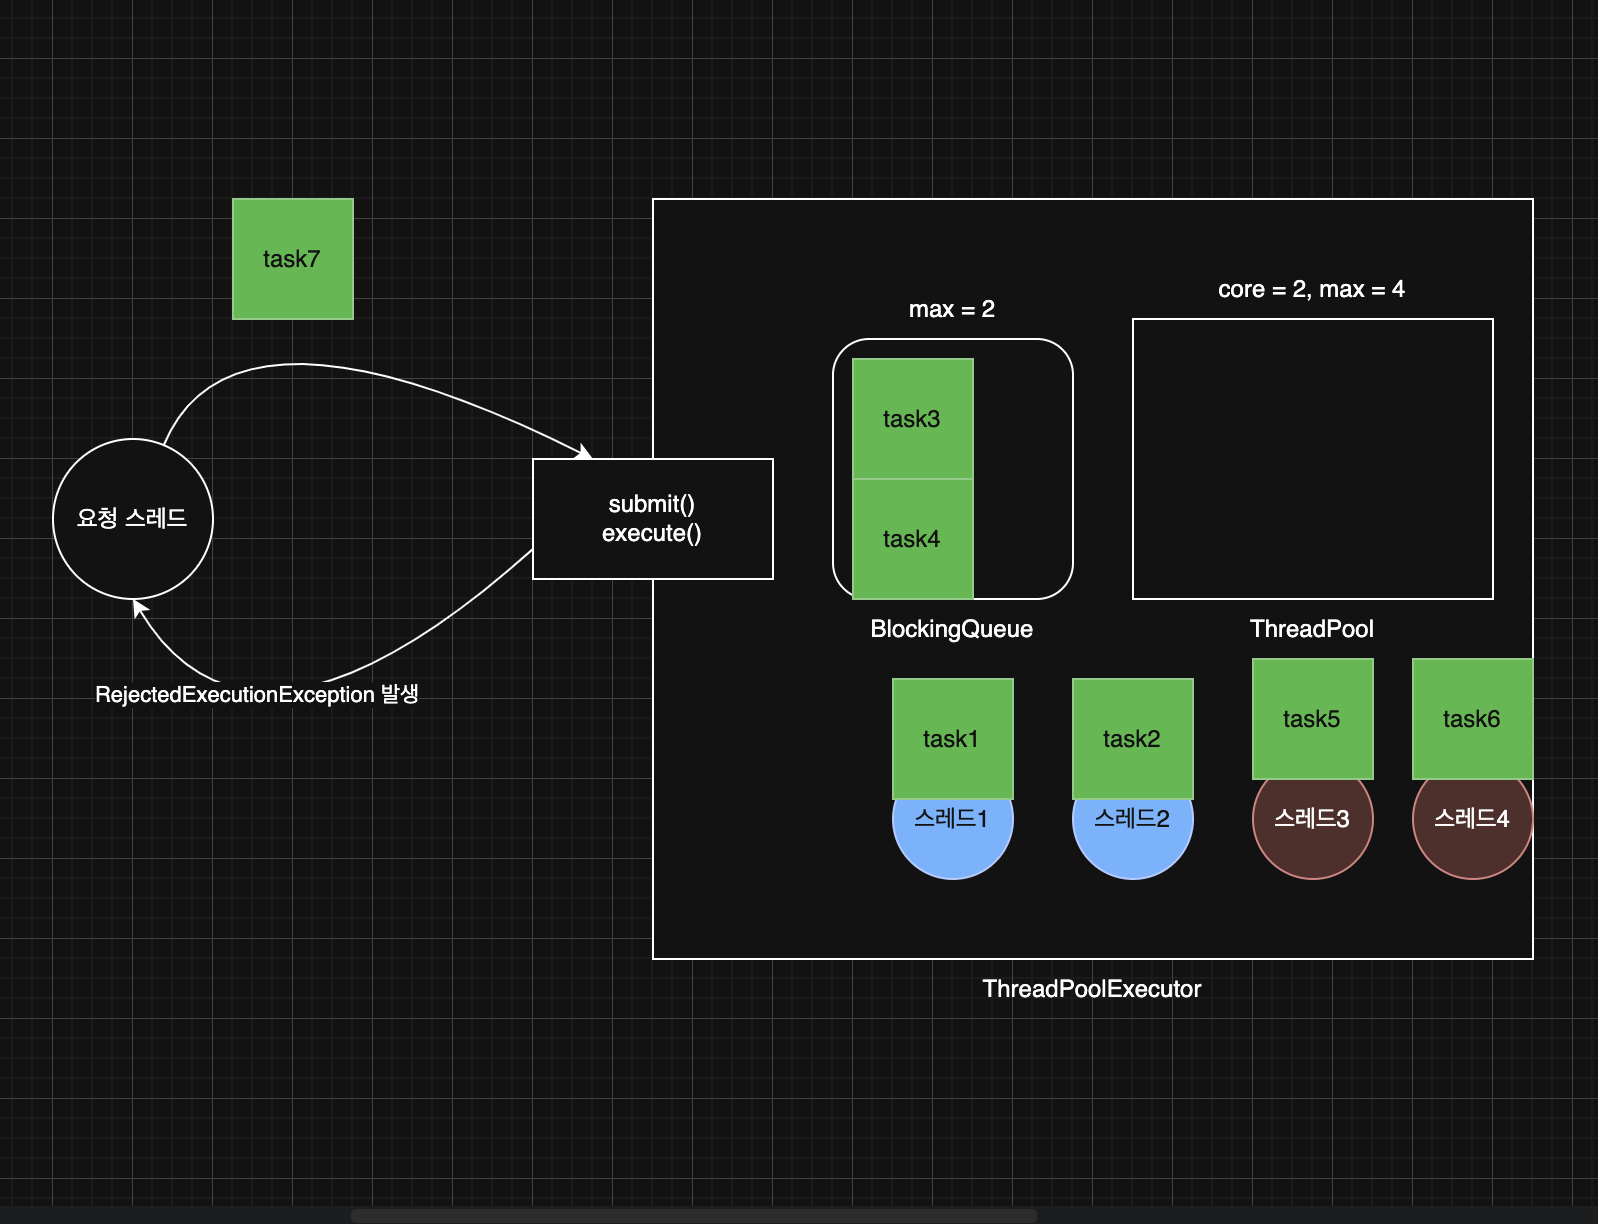 task7
요청 스레드
submit()
execute()
RejectedExecutionException 발생
max = 2
task3
task4
BlockingQueue
core = 2, max = 4
ThreadPool
task1
task2
task5
task6
스레드1
스레드2
스레드3
스레드4
ThreadPoolExecutor